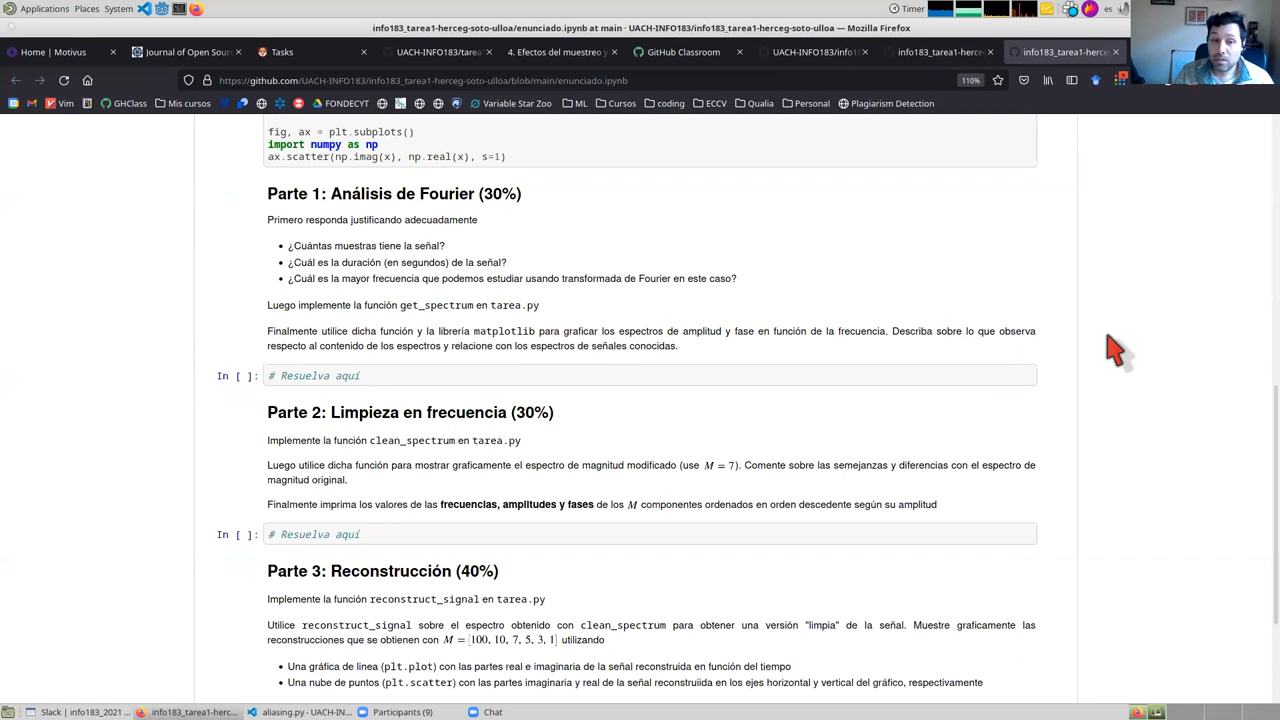 Applications Places System
Timer
es
info183_tarea1-herceg-soto-ulloa/enunciado.ipynb at main · UACH-INFO183/info183_tarea1-herceg-soto-ulloa — Mozilla Firefox
Home | Motivus
Journal of Open Sour
Tasks
UACH-INFO183/tarea
s del muestreo y
GitHub Classroom
UACH-INFO183/info1
info183_tarea1-herce
info183_tarea1-herce
https://github.com/UACH-INFO183/info183_tarea1-herceg-soto-ulloa/blob/main/enunciado.ipynb
110%
Vim
GHClass
Mis cursos
FONDECYT
Variable Star Zoo
ML
Cursos
coding
ECCV
Qualia
Personal
Plagiarism Detection
fig, ax = plt.subplots()
import numpy as np
ax.scatter(np.imag(x), np.real(x), s=1)
Parte 1: Análisis de Fourier (30%)
Primero responda justificando adecuadamente
• ¿Cuántas muestras tiene la señal?
• ¿Cuál es la duración (en segundos) de la señal?
• ¿Cuál es la mayor frecuencia que podemos estudiar usando transformada de Fourier en este caso?
Luego implemente la función get_spectrum en tarea.py
Finalmente utilice dicha función y la librería matplotlib para graficar los espectros de amplitud y fase en función de la frecuencia. Describa sobre lo que observa
respecto al contenido de los espectros y relacione con los espectros de señales conocidas.
In [ ]: # Resuelva aquí
Parte 2: Limpieza en frecuencia (30%)
Implemente la función clean_spectrum en tarea.py
Luego utilice dicha función para mostrar graficamente el espectro de magnitud modificado (use M = 7). Comente sobre las semejanzas y diferencias con el espectro de
magnitud original.
Finalmente imprima los valores de las frecuencias, amplitudes y fases de los M componentes ordenados en orden descedente según su amplitud
In [ ]: # Resuelva aquí
Parte 3: Reconstrucción (40%)
Implemente la función reconstruct_signal en tarea.py
Utilice reconstruct_signal sobre el espectro obtenido con clean_spectrum para obtener una versión "limpia" de la señal. Muestre graficamente las
reconstrucciones que se obtienen con M = [100, 10, 7, 5, 3, 1] utilizando
• Una gráfica de linea (plt.plot) con las partes real e imaginaria de la señal reconstruida en función del tiempo
• Una nube de puntos (plt.scatter) con las partes imaginaria y real de la señal reconstruiida en los ejes horizontal y vertical del gráfico, respectivamente
Slack | info183_2021 ...
info183_tarea1-herc...
aliasing.py - UACH-IN...
Participants (9)
Chat